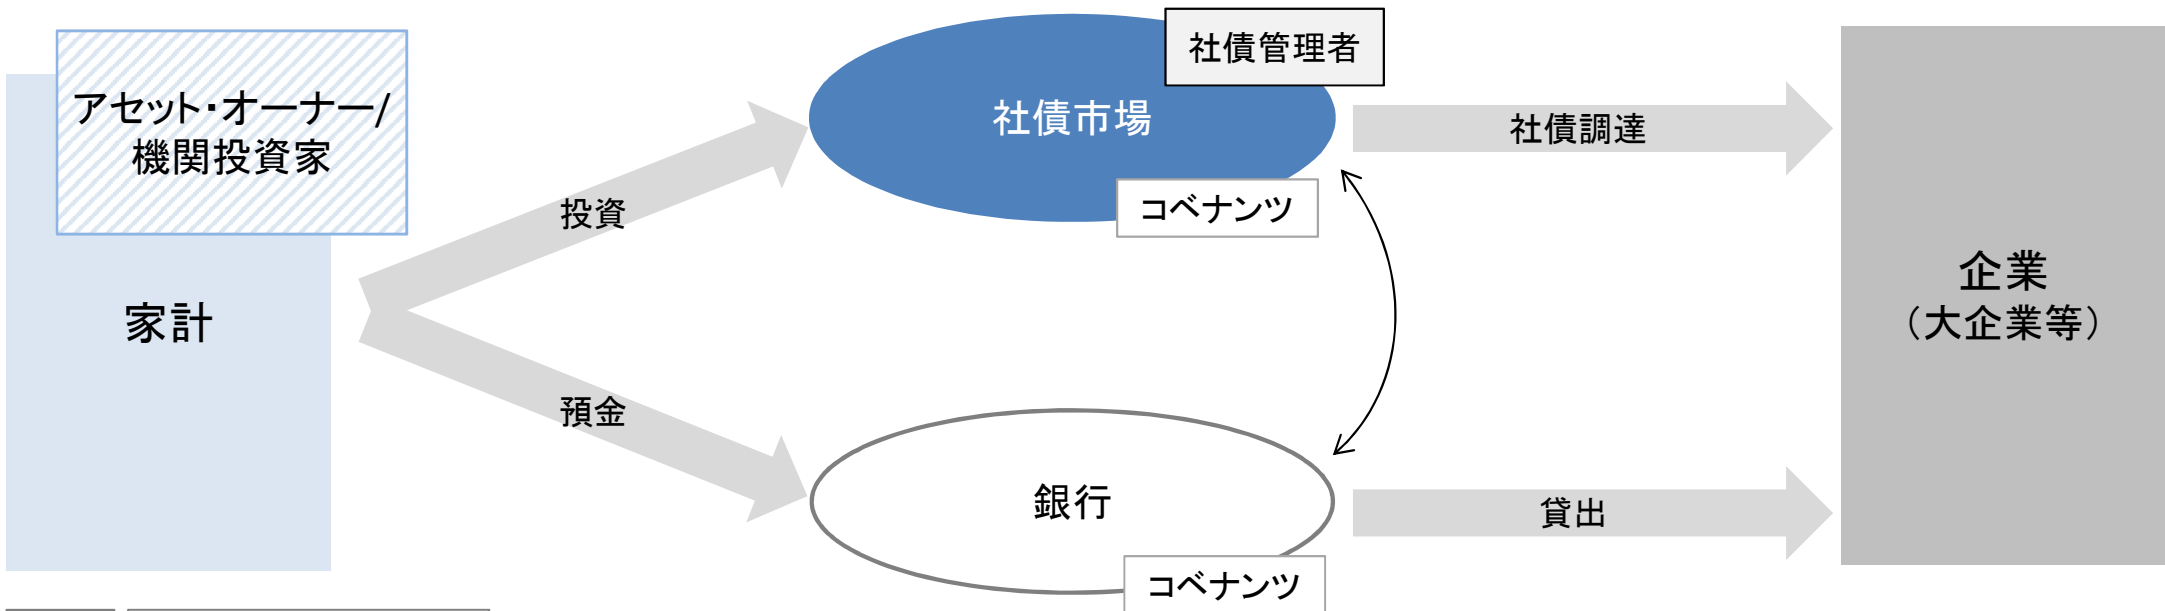 社債管理者
アセット・オーナー/
機関投資家
社債市場
社債調達
コベナンツ
投資
家計
企業
（大企業等）
預金
銀行
貸出
コベナンツ